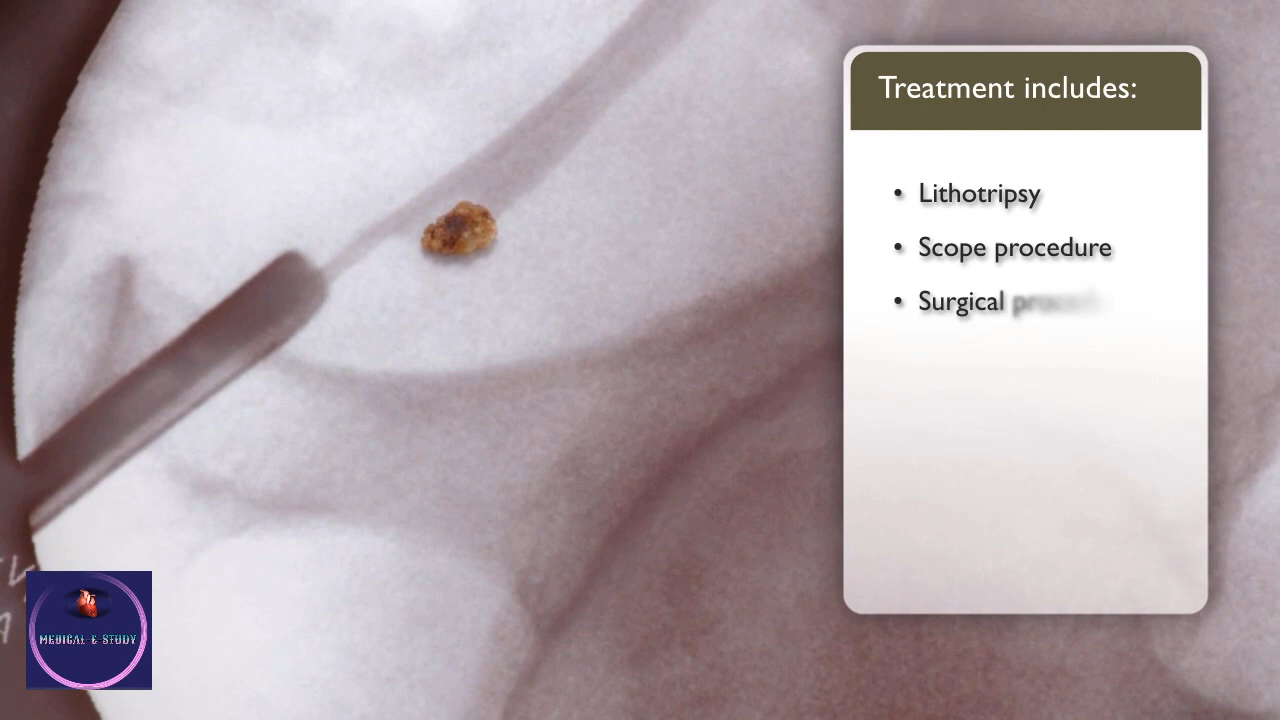 Treatment includes:
• Lithotripsy
• Scope procedure
• Surgical
MEDICAL E STUDY